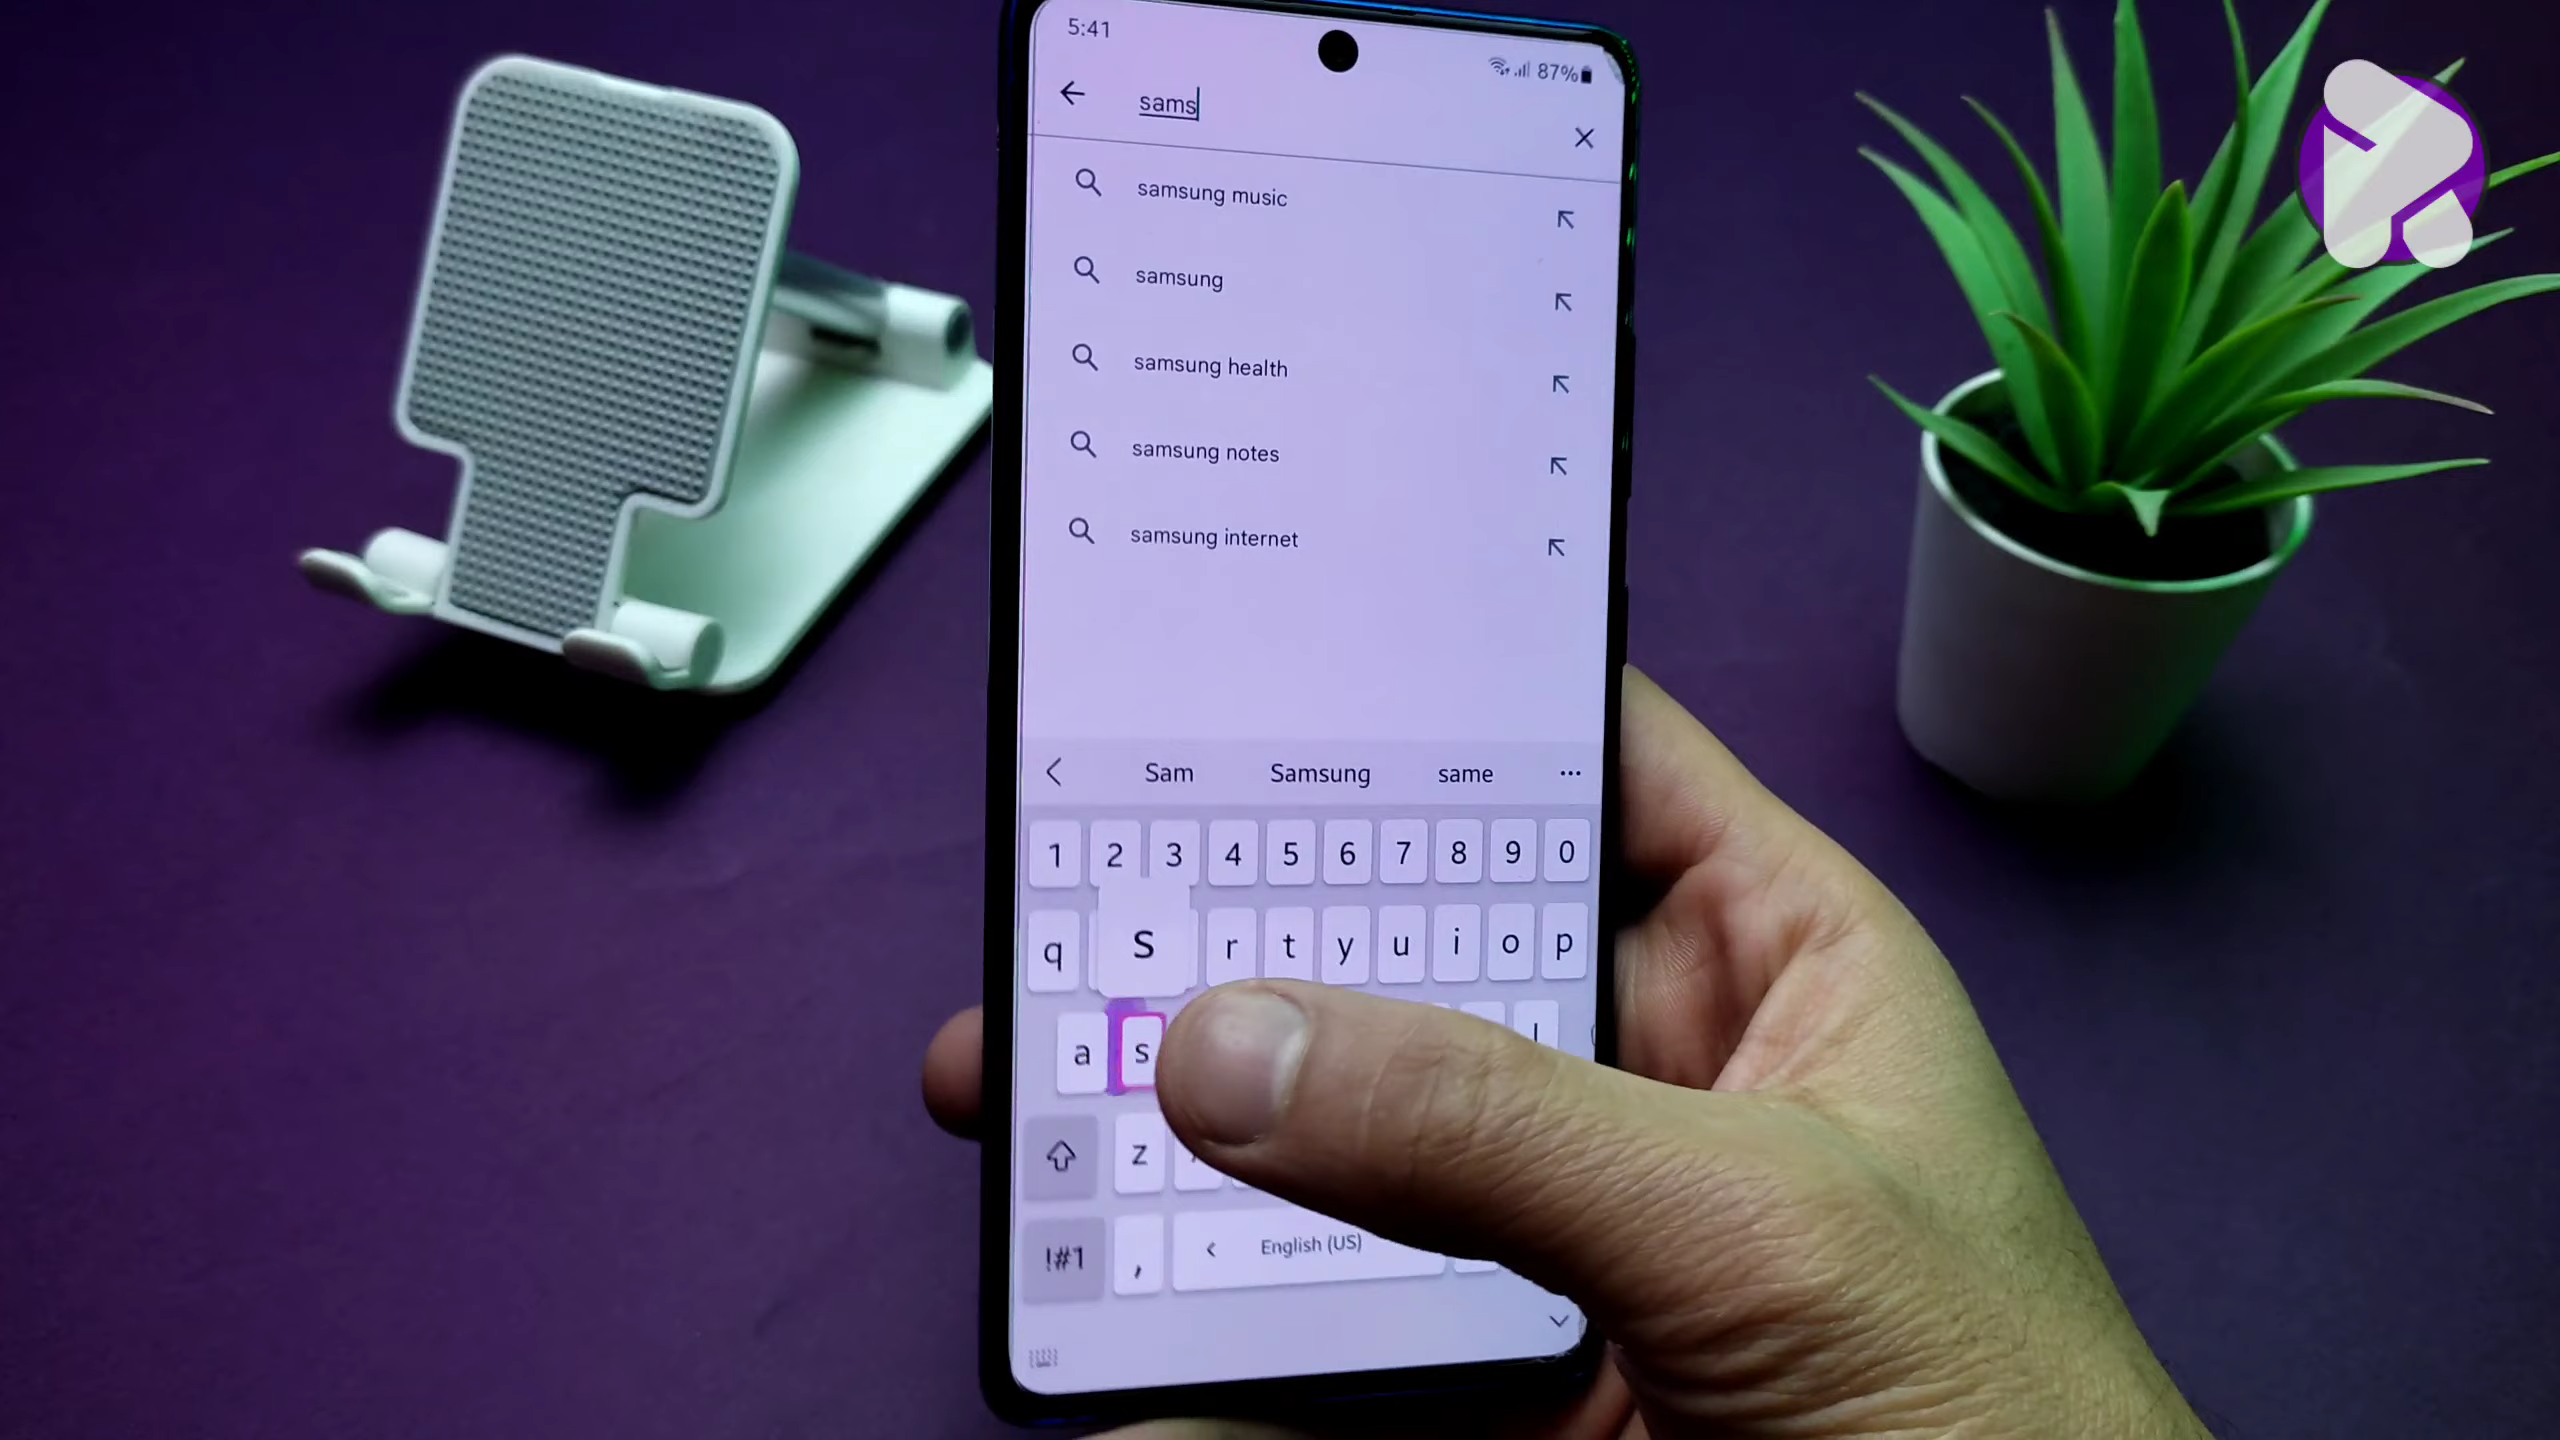 5:41
87%
sams
samsung music
samsung
samsung health
samsung notes
samsung internet
Sam Samsung same ...
1 2 3 4 5 6 7 8 9 0
q S r t y u i o p
a s l
z
!#1 , < English (US)